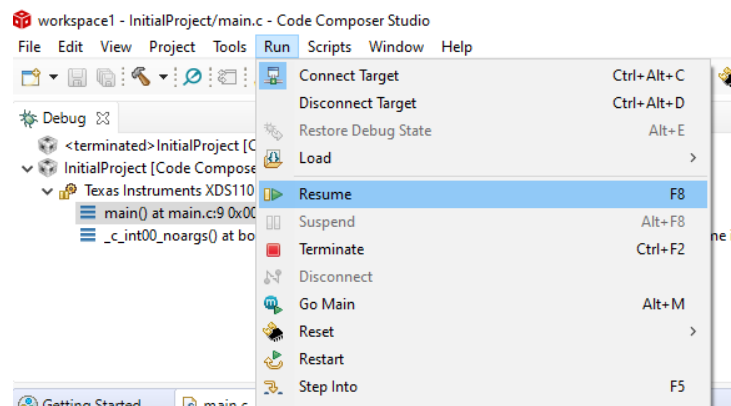 workspace1 - InitialProject/main.c - Code Composer Studio
File Edit View Project Tools Run Scripts Window Help
Connect Target Ctrl+Alt+C
Disconnect Target Ctrl+Alt+D
Debug
Restore Debug State Alt+E
<terminated>InitialProject [C
Load
InitialProject [Code Compose
Texas Instruments XDS110
Resume F8
main() at main.c:9 0x00
Suspend Alt+F8
_c_int00_noargs() at bo
Terminate Ctrl+F2
Disconnect
Go Main Alt+M
Reset
Restart
Step Into F5
Getting Started main.c